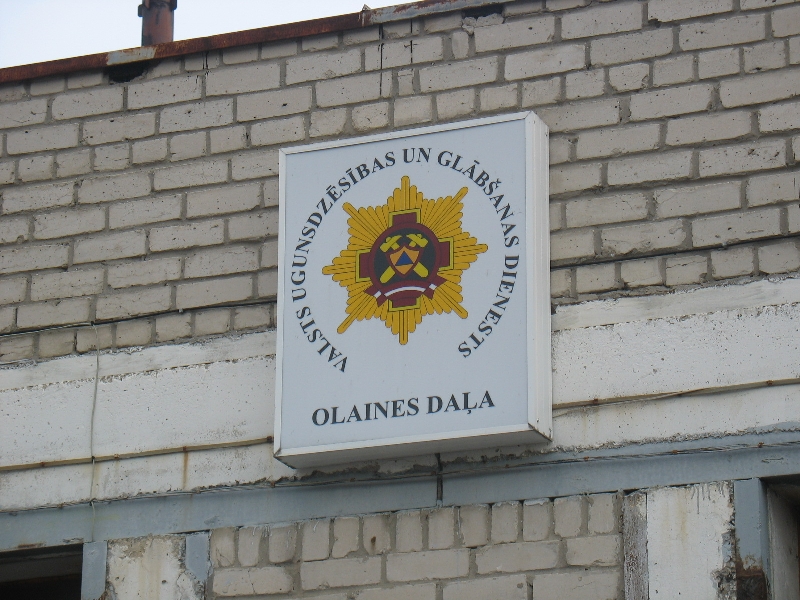 VALSTS UGUNSDZĒSĪBAS UN GLĀBŠANAS DIENESTS
OLAINES DAĻA